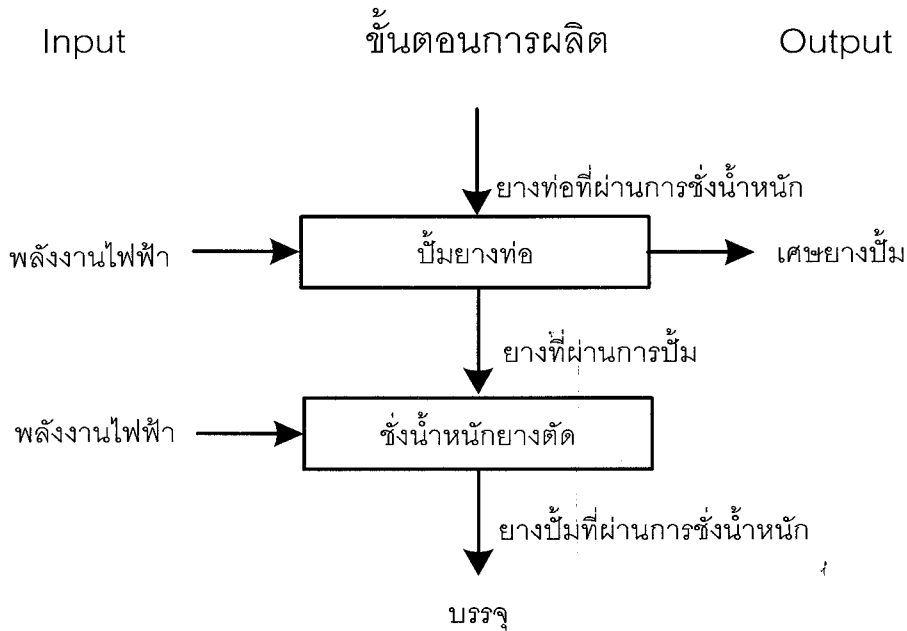 Input ขั้นตอนการผลิต Output
ยางท่อที่ผ่านการชั่งน้ำหนัก
พลังงานไฟฟ้า ปั้มยางท่อ เศษยางปั้ม
ยางที่ผ่านการปั้ม
พลังงานไฟฟ้า ชั่งน้ำหนักยางตัด
ยางปั้มที่ผ่านการชั่งน้ำหนัก
บรรจุ